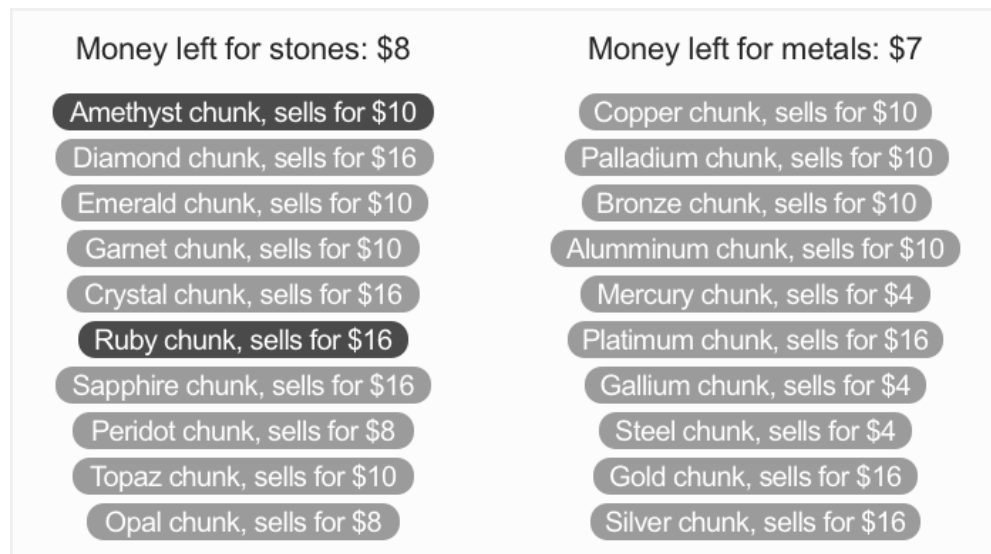 Money left for stones: $8
Amethyst chunk, sells for $10
Diamond chunk, sells for $16
Emerald chunk, sells for $10
Garnet chunk, sells for $10
Crystal chunk, sells for $16
Ruby chunk, sells for $16
Sapphire chunk, sells for $16
Peridot chunk, sells for $8
Topaz chunk, sells for $10
Opal chunk, sells for $8
Money left for metals: $7
Copper chunk, sells for $10
Palladium chunk, sells for $10
Bronze chunk, sells for $10
Alumminum chunk, sells for $10
Mercury chunk, sells for $4
Platimum chunk, sells for $16
Gallium chunk, sells for $4
Steel chunk, sells for $4
Gold chunk, sells for $16
Silver chunk, sells for $16